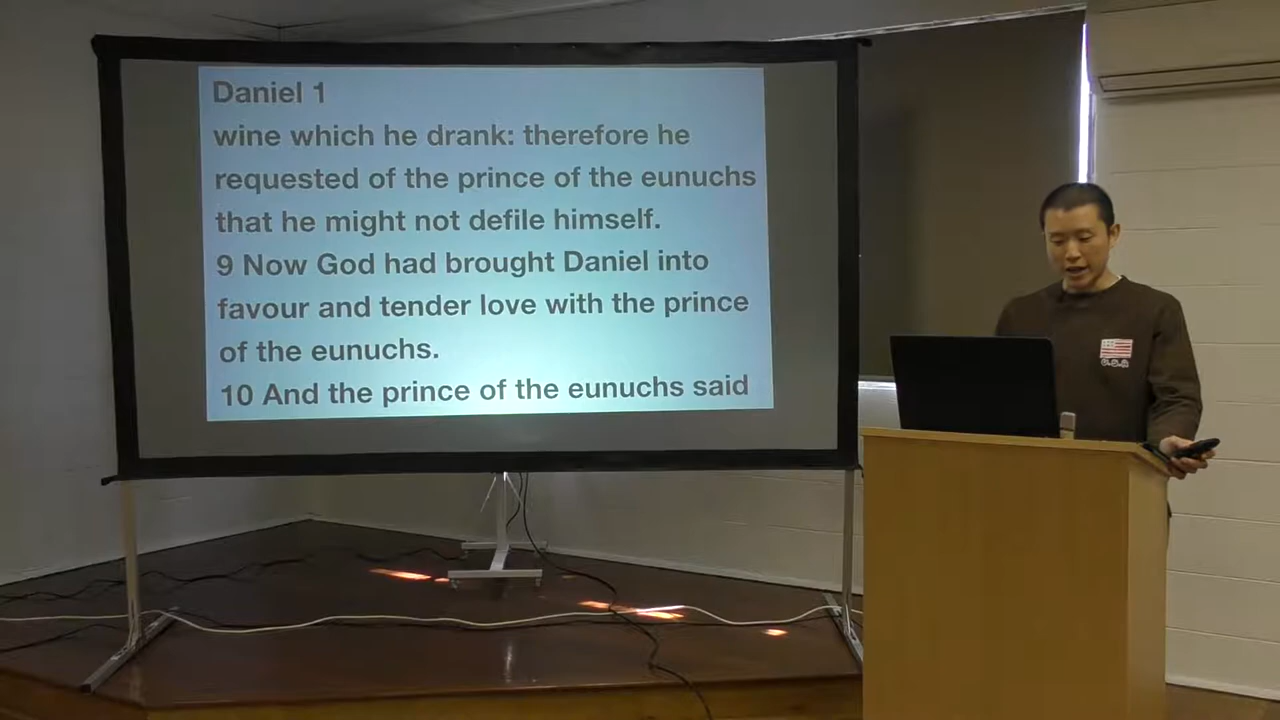 Daniel 1
wine which he drank: therefore he
requested of the prince of the eunuchs
that he might not defile himself.
9 Now God had brought Daniel into
favour and tender love with the prince
of the eunuchs.
10 And the prince of the eunuchs said
U.S.A